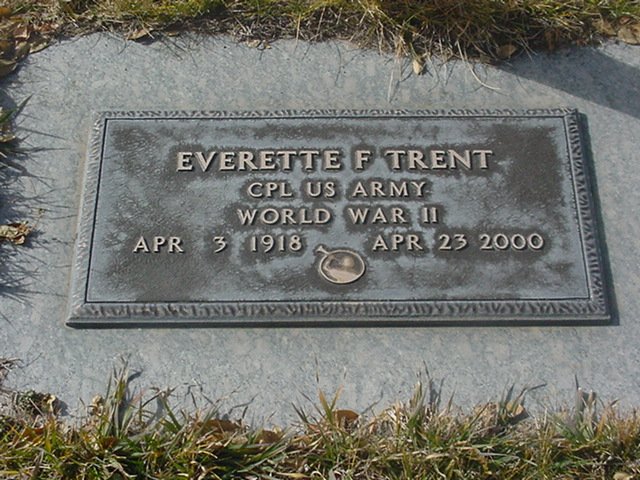 EVERETTE F TRENT
CPL US ARMY
WORLD WAR II
APR 3 1918 APR 23 2000